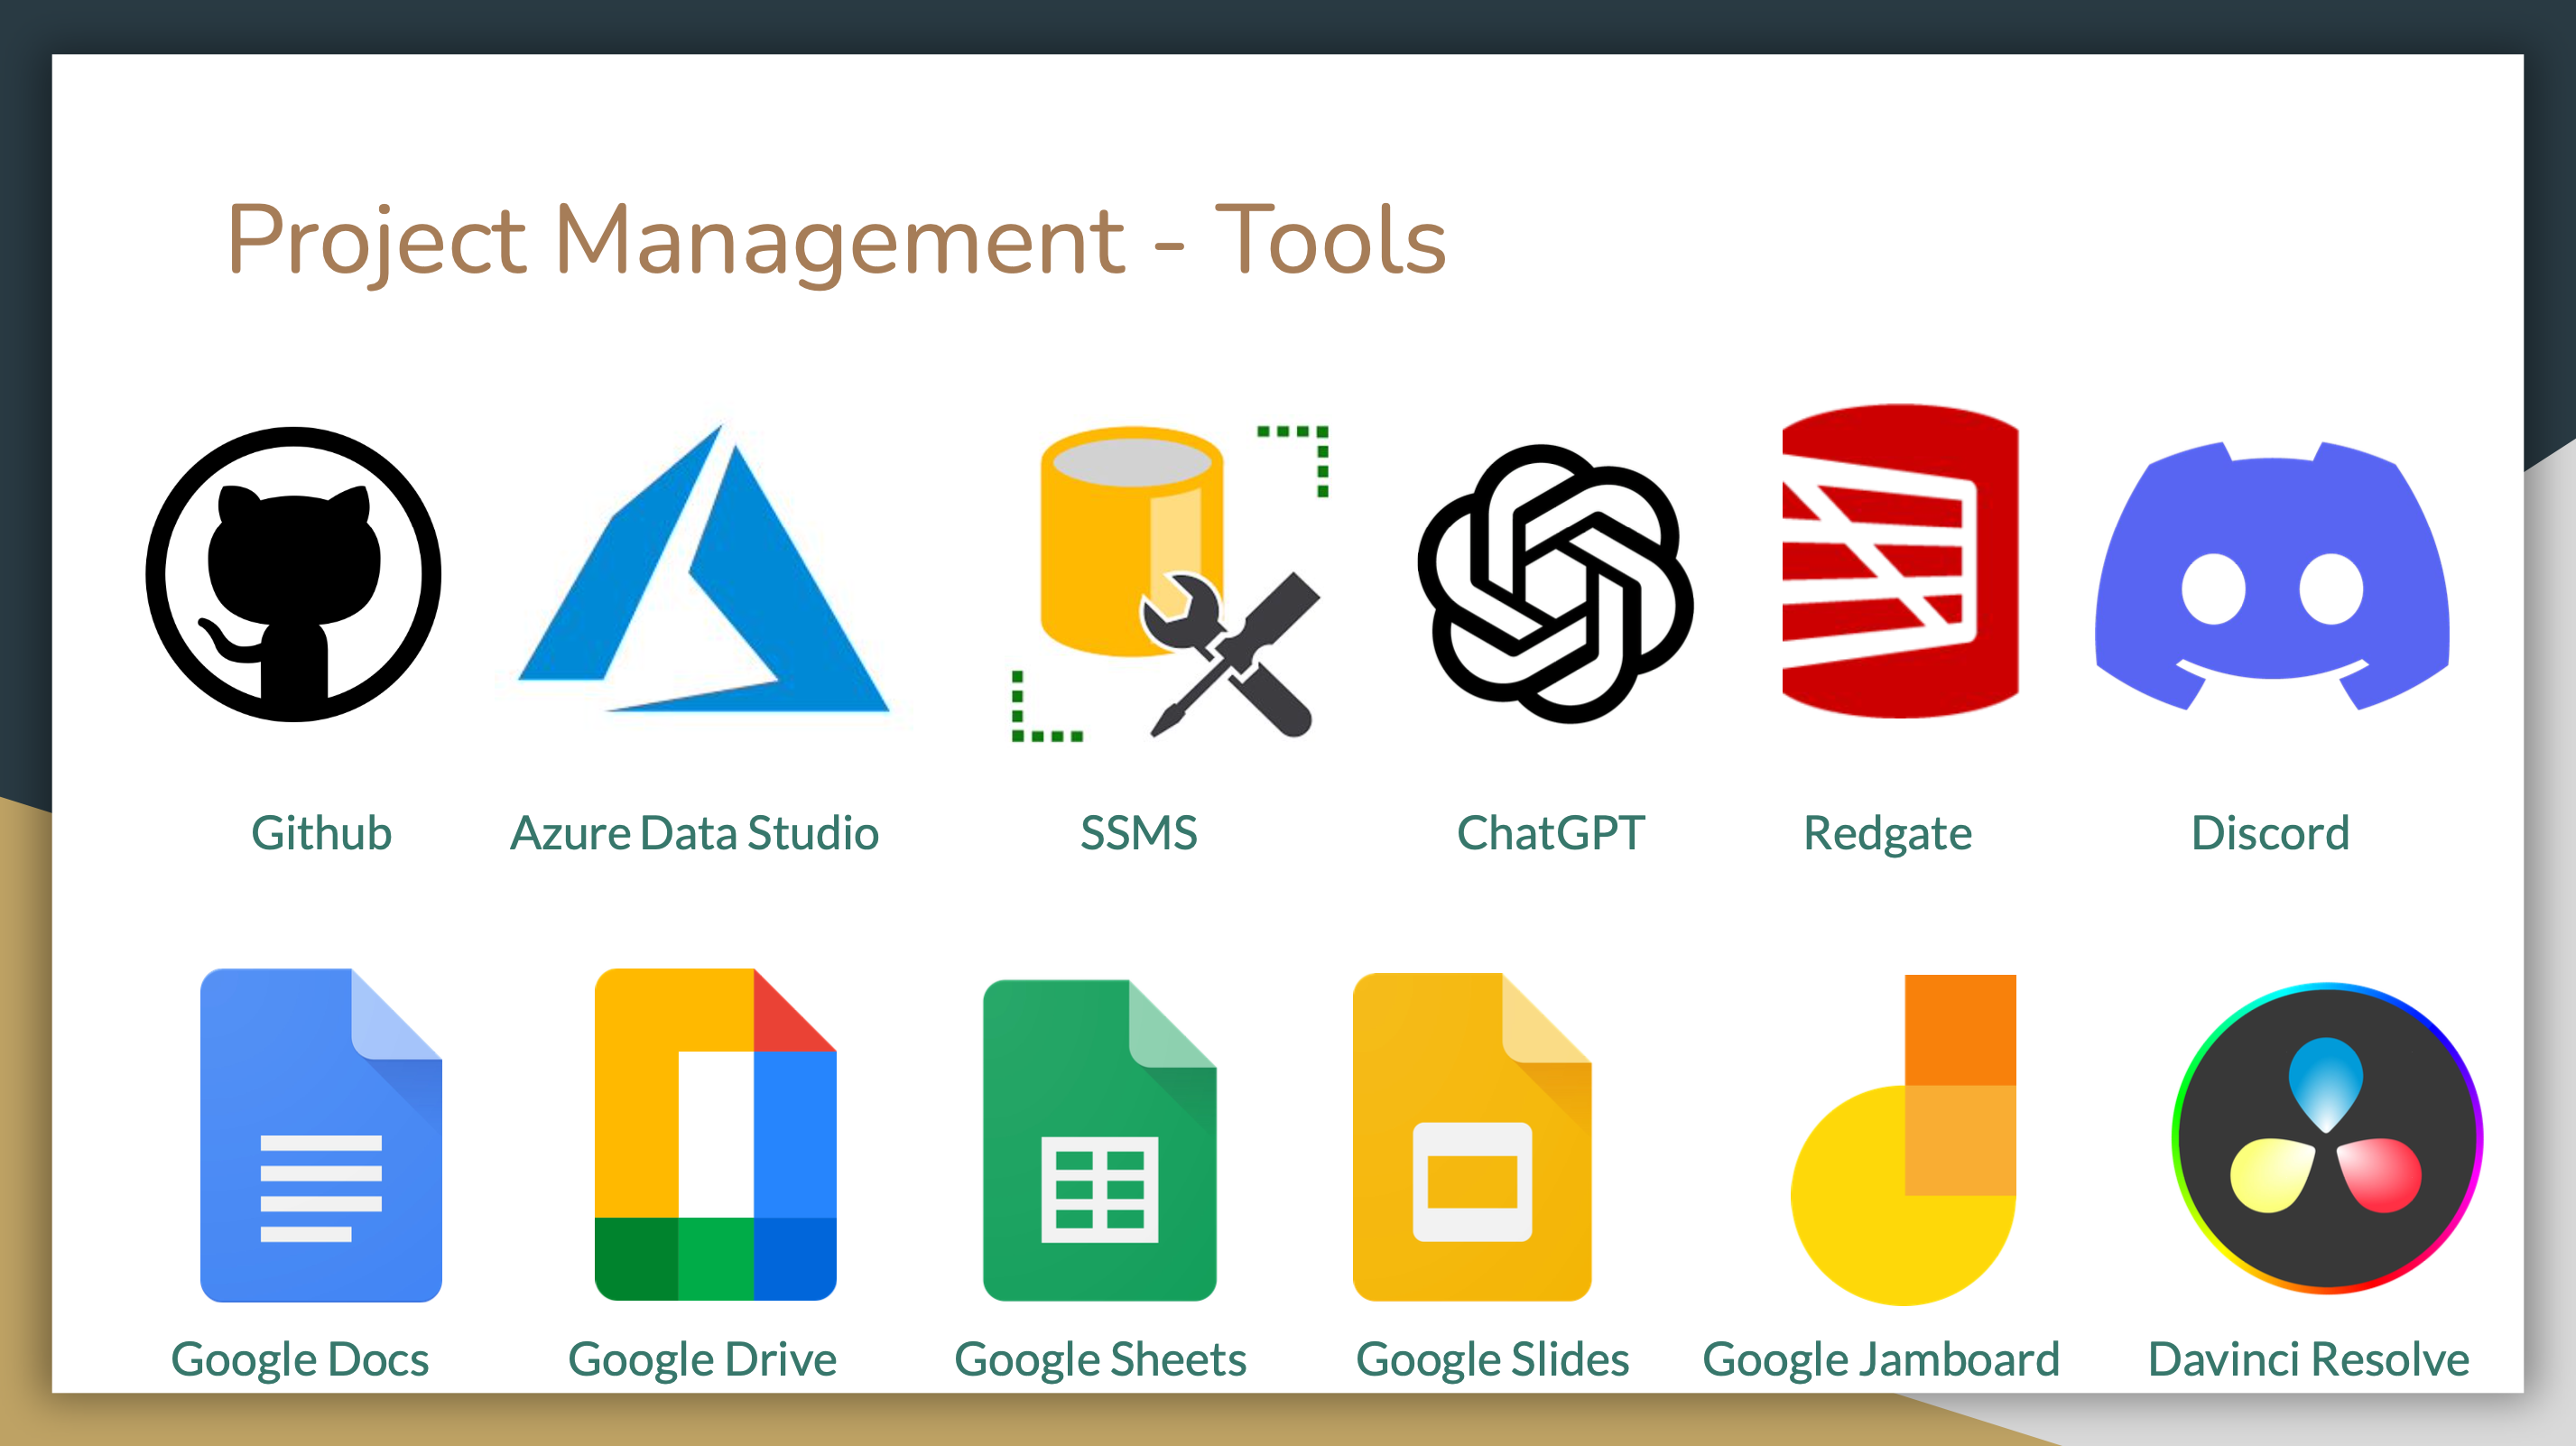 Project Management - Tools
Github
Azure Data Studio
SSMS
ChatGPT
Redgate
Discord
Google Docs
Google Drive
Google Sheets
Google Slides
Google Jamboard
Davinci Resolve